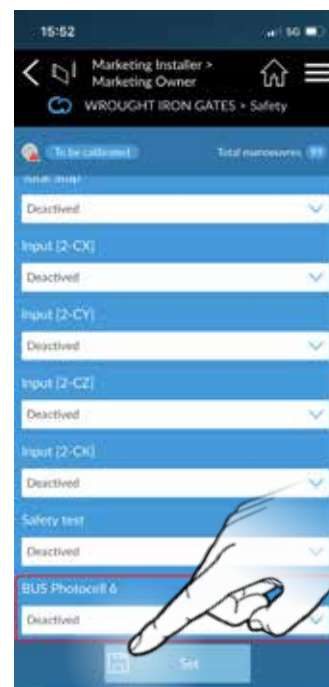 15:52
5G
Marketing Installer >
Marketing Owner
WROUGHT IRON GATES > Safety
To be calibrated
Total manoeuvres
Deactived
Input [2-CX]
Deactived
Input [2-CY]
Deactived
Input [2-CZ]
Deactived
Input [2-CK]
Deactived
Safety test
Deactived
BUS Photocell 6
Deactived
Set